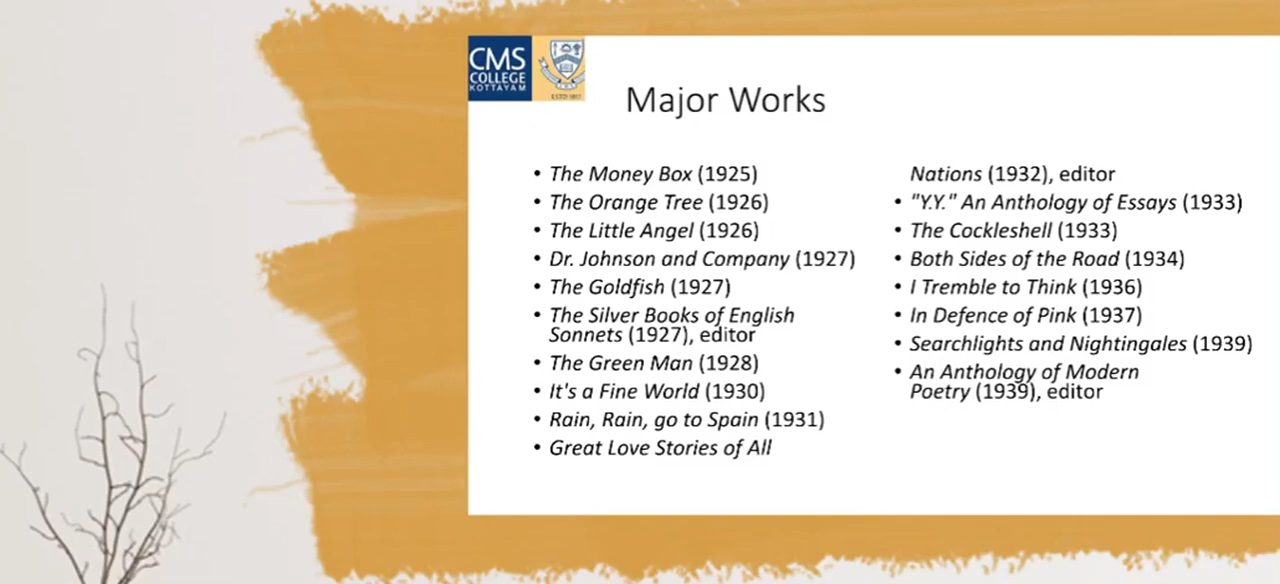 CMS
COLLEGE
KOTTAYAM
Major Works
• The Money Box (1925)
• The Orange Tree (1926)
• The Little Angel (1926)
• Dr. Johnson and Company (1927)
• The Goldfish (1927)
• The Silver Books of English
Sonnets (1927), editor
• The Green Man (1928)
• It's a Fine World (1930)
• Rain, Rain, go to Spain (1931)
• Great Love Stories of All
Nations (1932), editor
• "Y.Y." An Anthology of Essays (1933)
• The Cockleshell (1933)
• Both Sides of the Road (1934)
• I Tremble to Think (1936)
• In Defence of Pink (1937)
• Searchlights and Nightingales (1939)
• An Anthology of Modern
Poetry (1939), editor